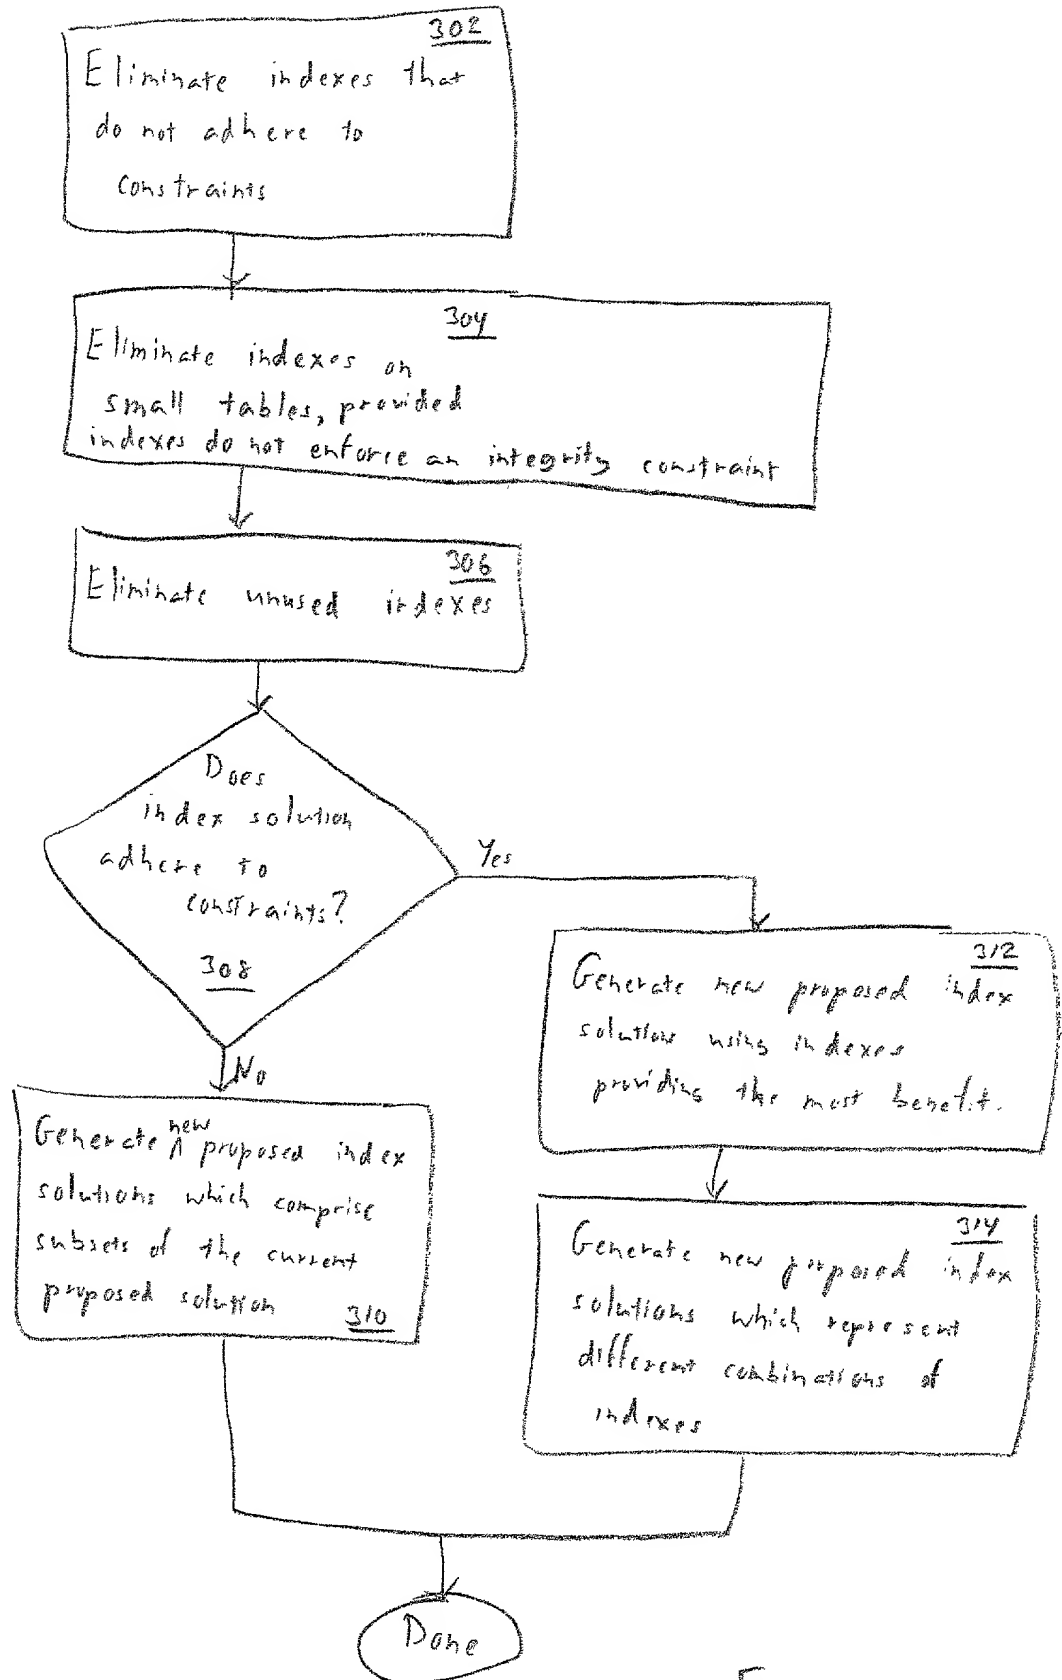 302
Eliminate indexes that
do not adhere to
constraints
304
Eliminate indexes on
small tables, provided
indexes do not enforce an integrity constraint
306
Eliminate unused indexes
Does
index solution
adhere to
constraints?
308
Yes
No
312
Generate new proposed index
solutions using indexes
providing the most benefit.
new
Generate ^ proposed index
solutions which comprise
subsets of the current
proposed solution
310
314
Generate new proposed index
solutions which represent
different combinations of
indexes
Done